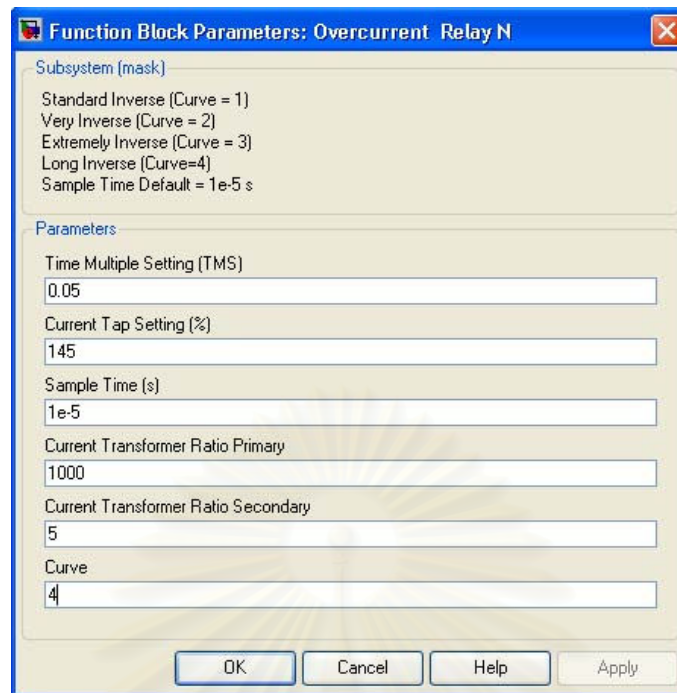 Function Block Parameters: Overcurrent Relay N
Subsystem (mask)
Standard Inverse (Curve = 1)
Very Inverse (Curve = 2)
Extremely Inverse (Curve = 3)
Long Inverse (Curve=4)
Sample Time Default = 1e-5 s
Parameters
Time Multiple Setting (TMS)
0.05
Current Tap Setting (%)
145
Sample Time (s)
1e-5
Current Transformer Ratio Primary
1000
Current Transformer Ratio Secondary
5
Curve
4
OK Cancel Help Apply